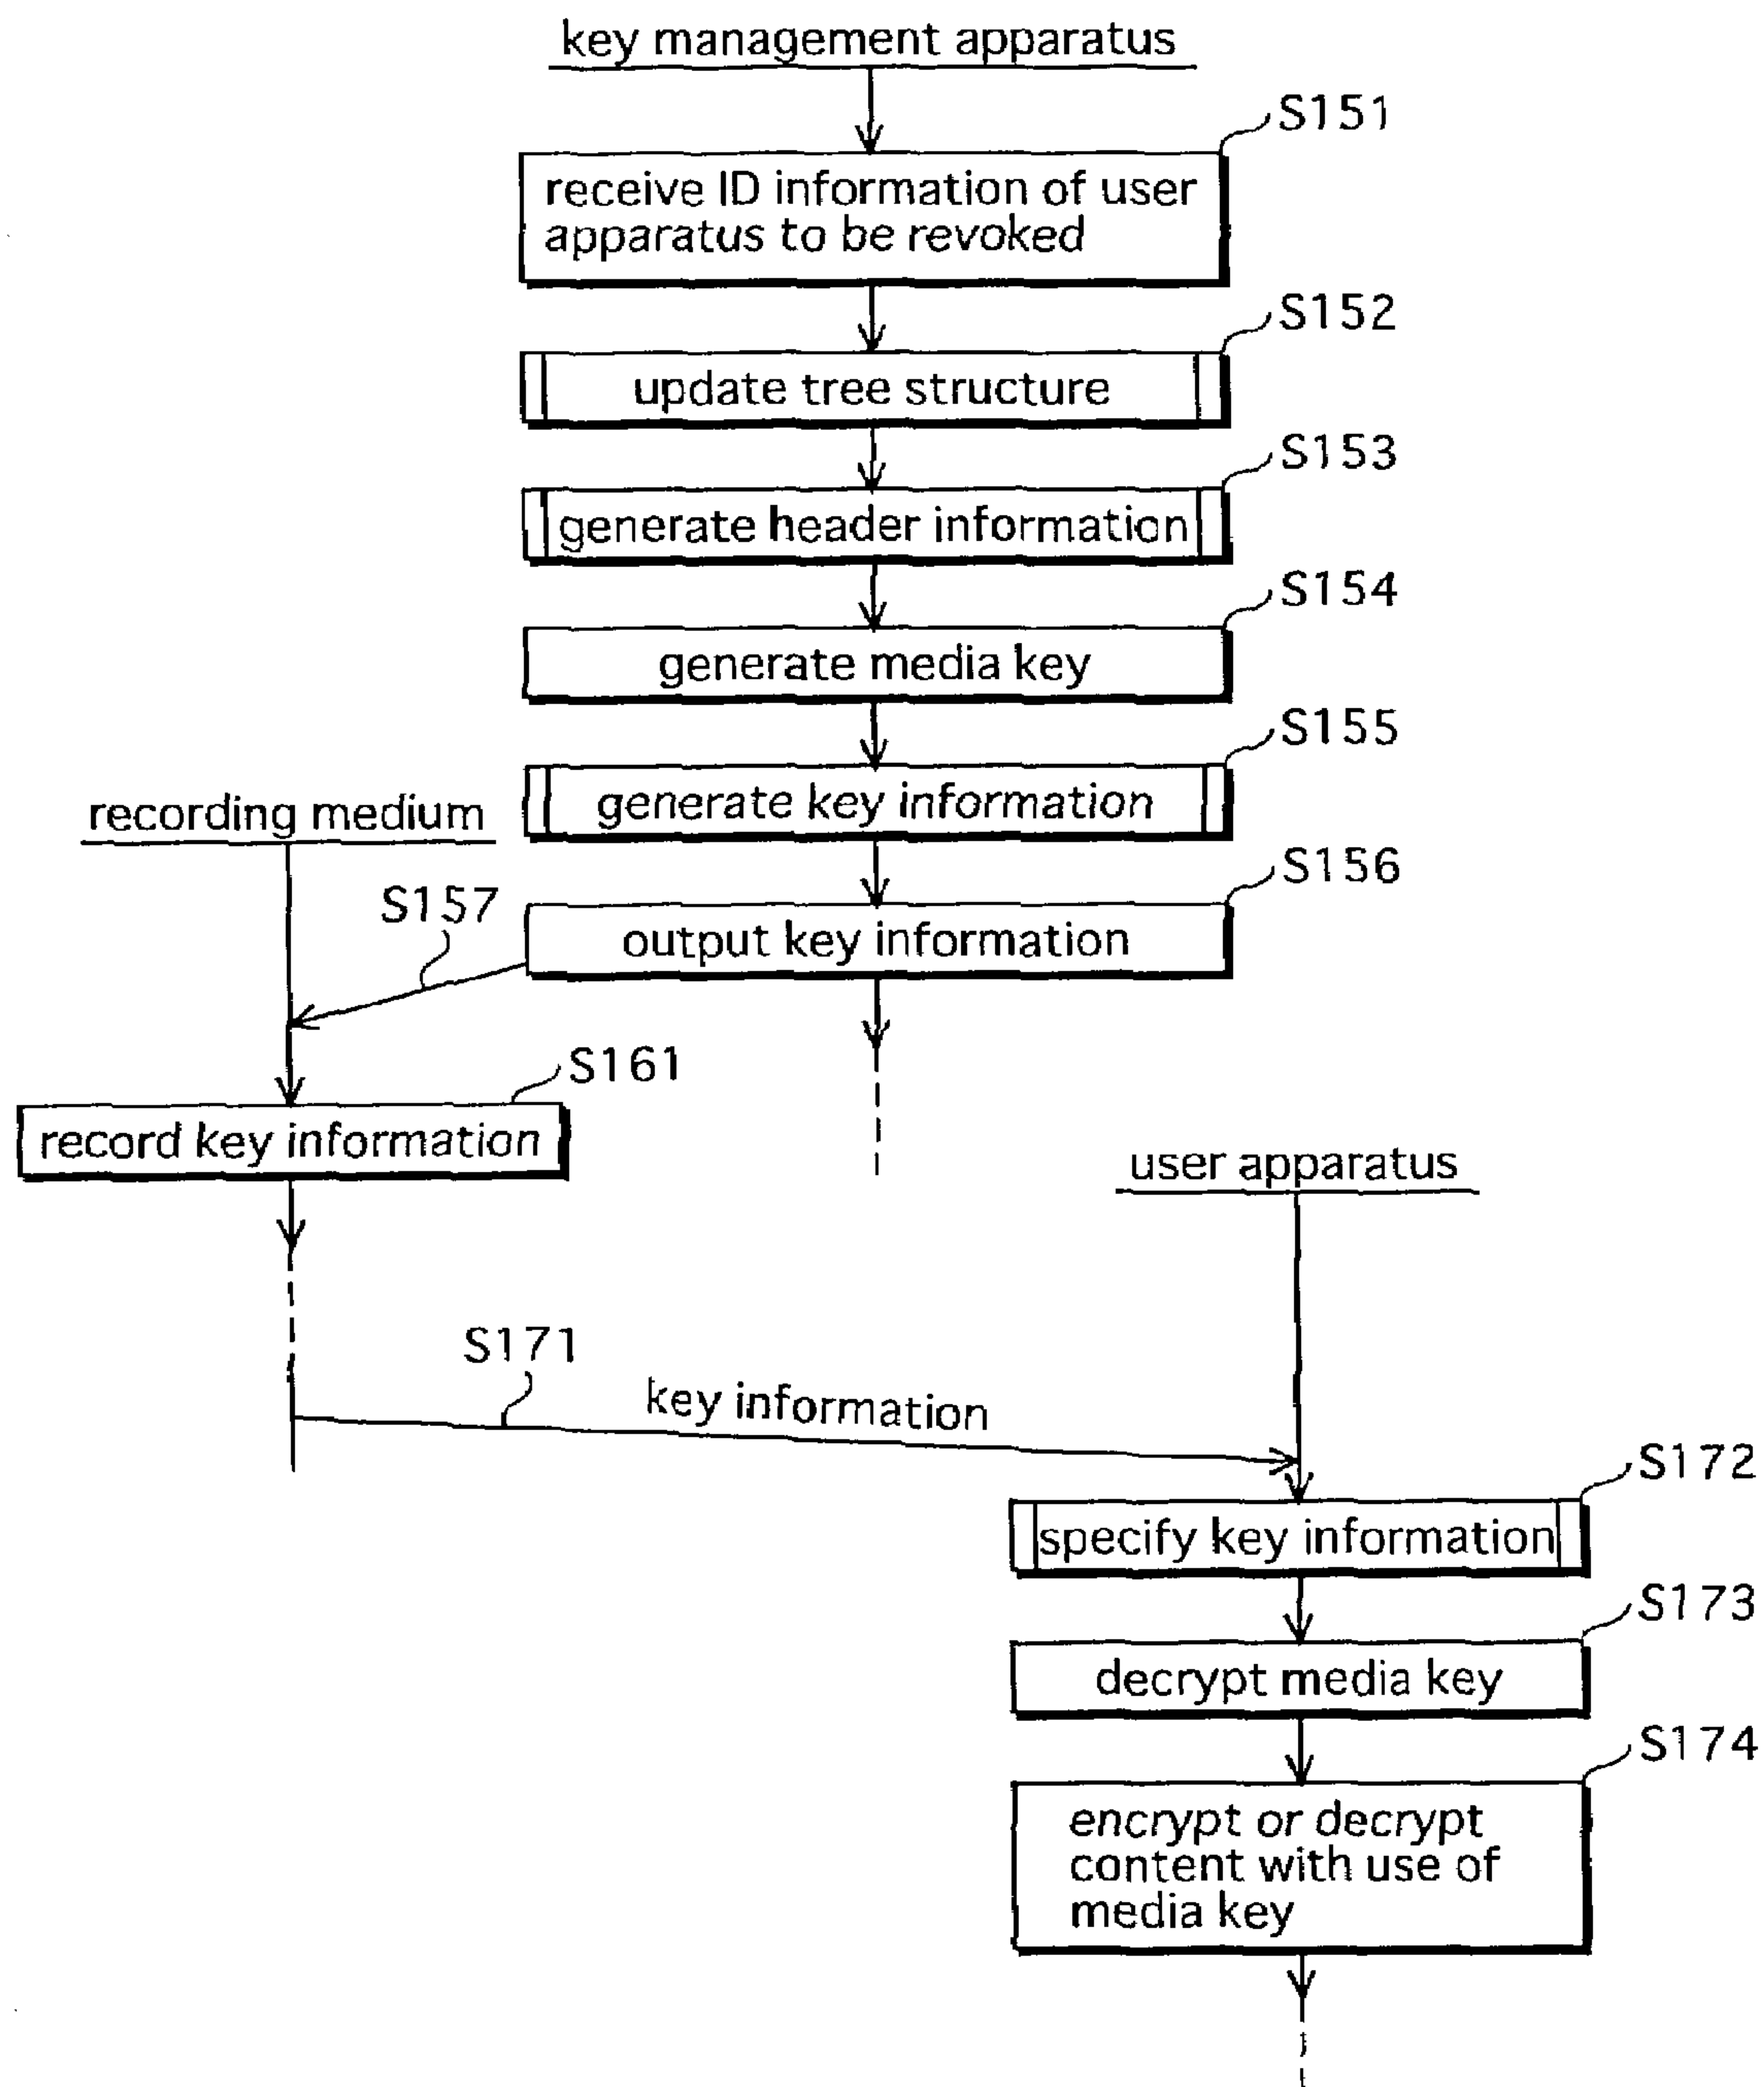 key management apparatus
S151
receive ID information of user
apparatus to be revoked
S152
update tree structure
S153
generate header information
S154
generate media key
S155
generate key information
recording medium
S156
S157
output key information
S161
record key information
user apparatus
S171
key information
S172
specify key information
S173
decrypt media key
S174
encrypt or decrypt
content with use of
media key